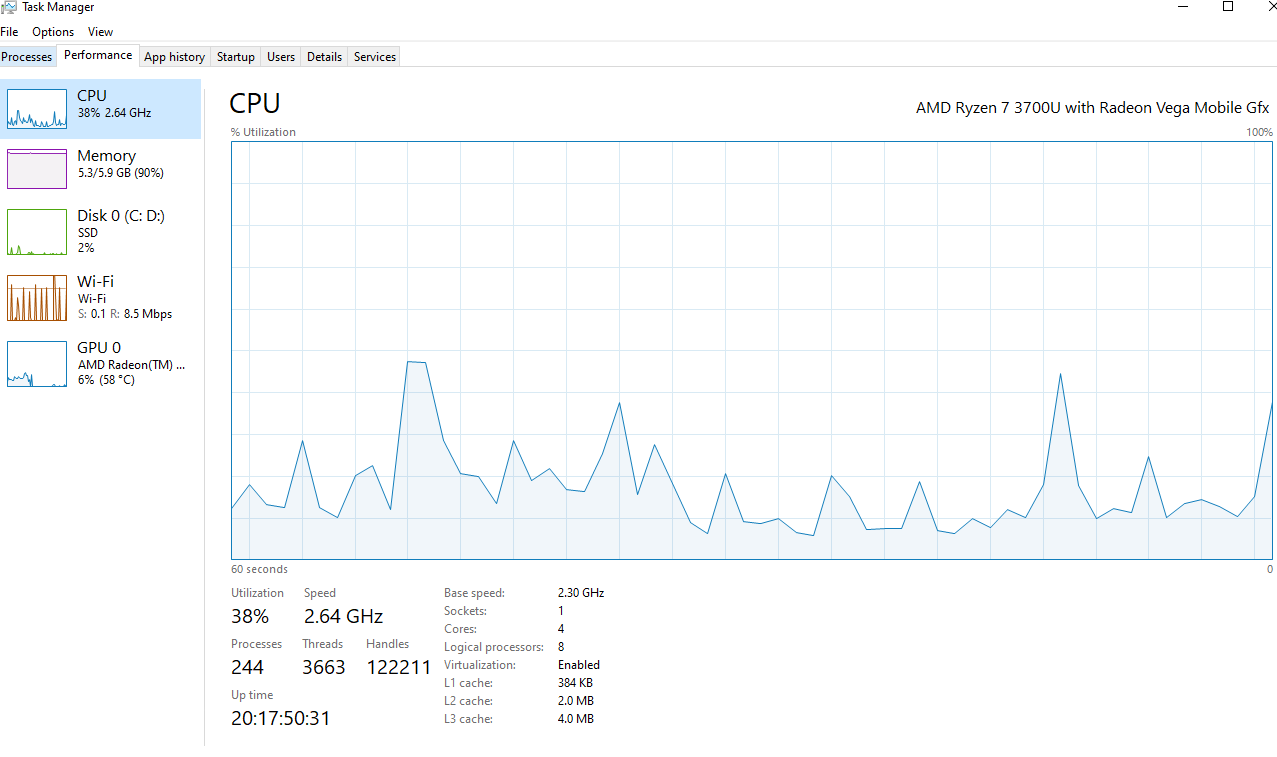 Task Manager
File Options View
Processes Performance App history Startup Users Details Services
CPU
38% 2.64 GHz
Memory
5.3/5.9 GB (90%)
Disk 0 (C: D:)
SSD
2%
Wi-Fi
Wi-Fi
S: 0.1 R: 8.5 Mbps
GPU 0
AMD Radeon(TM) ...
6% (58 °C)
CPU
AMD Ryzen 7 3700U with Radeon Vega Mobile Gfx
% Utilization
100%
60 seconds
0
Utilization Speed
38% 2.64 GHz
Processes Threads Handles
244 3663 122211
Up time
20:17:50:31
Base speed: 2.30 GHz
Sockets: 1
Cores: 4
Logical processors: 8
Virtualization: Enabled
L1 cache: 384 KB
L2 cache: 2.0 MB
L3 cache: 4.0 MB